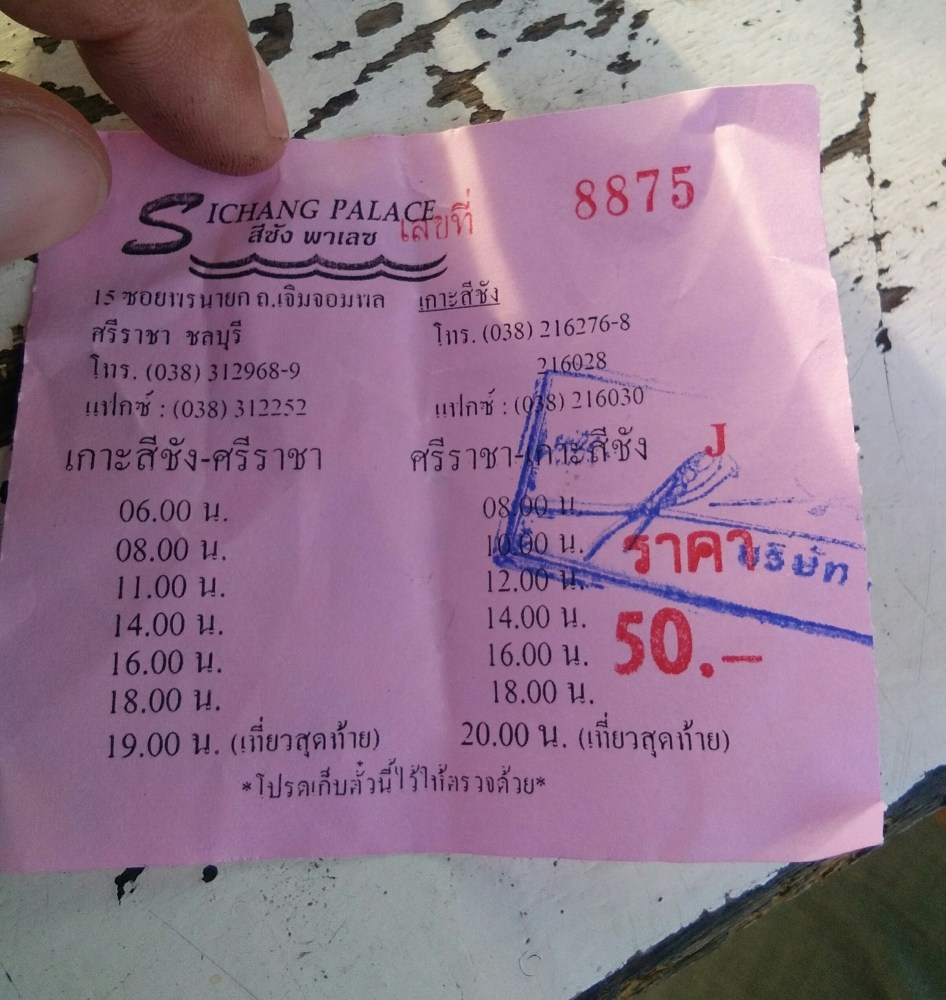 SICHANG PALACE
สีชัง พาเลซ
เลขที่ 8875
15 ซอยพรนายก ถ.เจิมจอมพล
ศรีราชา ชลบุรี
โทร. (038) 312968-9
แฟกซ์ : (038) 312252
เกาะสีชัง
โทร. (038) 216276-8
216028
แฟกซ์ : (038) 216030
เกาะสีชัง-ศรีราชา
06.00 น.
08.00 น.
11.00 น.
14.00 น.
16.00 น.
18.00 น.
19.00 น. (เที่ยวสุดท้าย)
ศรีราชา-เกาะสีชัง
08.00 น.
10.00 น.
12.00 น.
14.00 น.
16.00 น.
18.00 น.
20.00 น. (เที่ยวสุดท้าย)
J
ราคา
50.–
บริษัท
*โปรดเก็บตั๋วนี้ไว้ให้ตรวจด้วย*